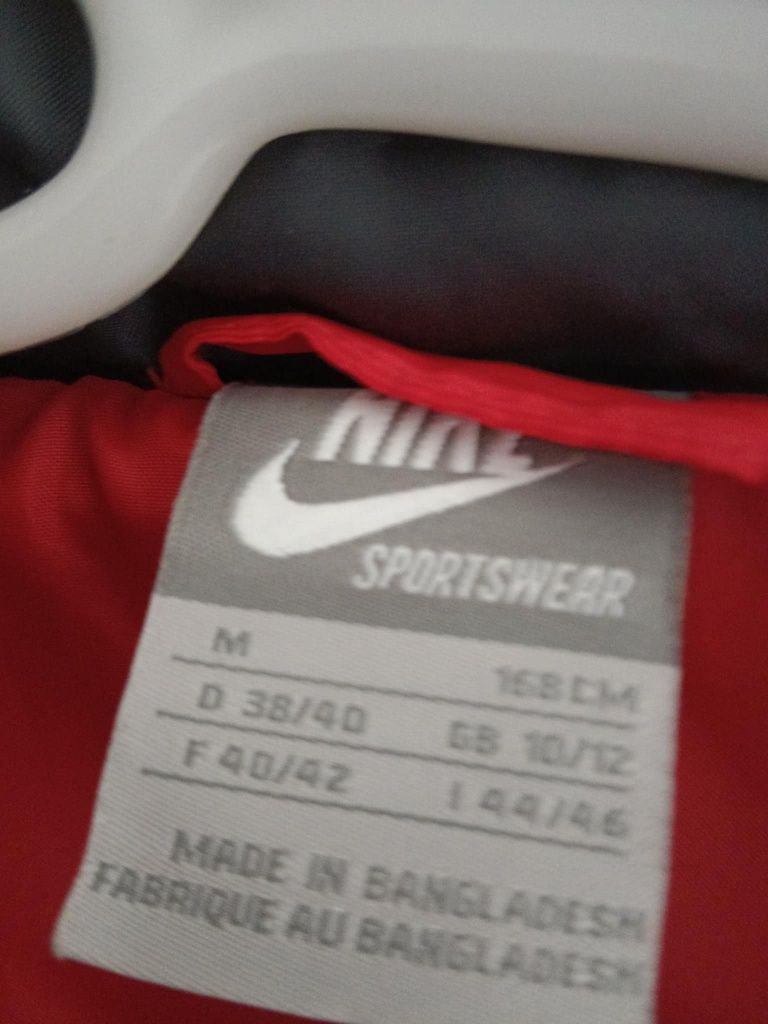 NIKE
SPORTSWEAR
M 168 CM
D 38/40 GB 10/12
F 40/42 I 44/46
MADE IN BANGLADESH
FABRIQUE AU BANGLADESH